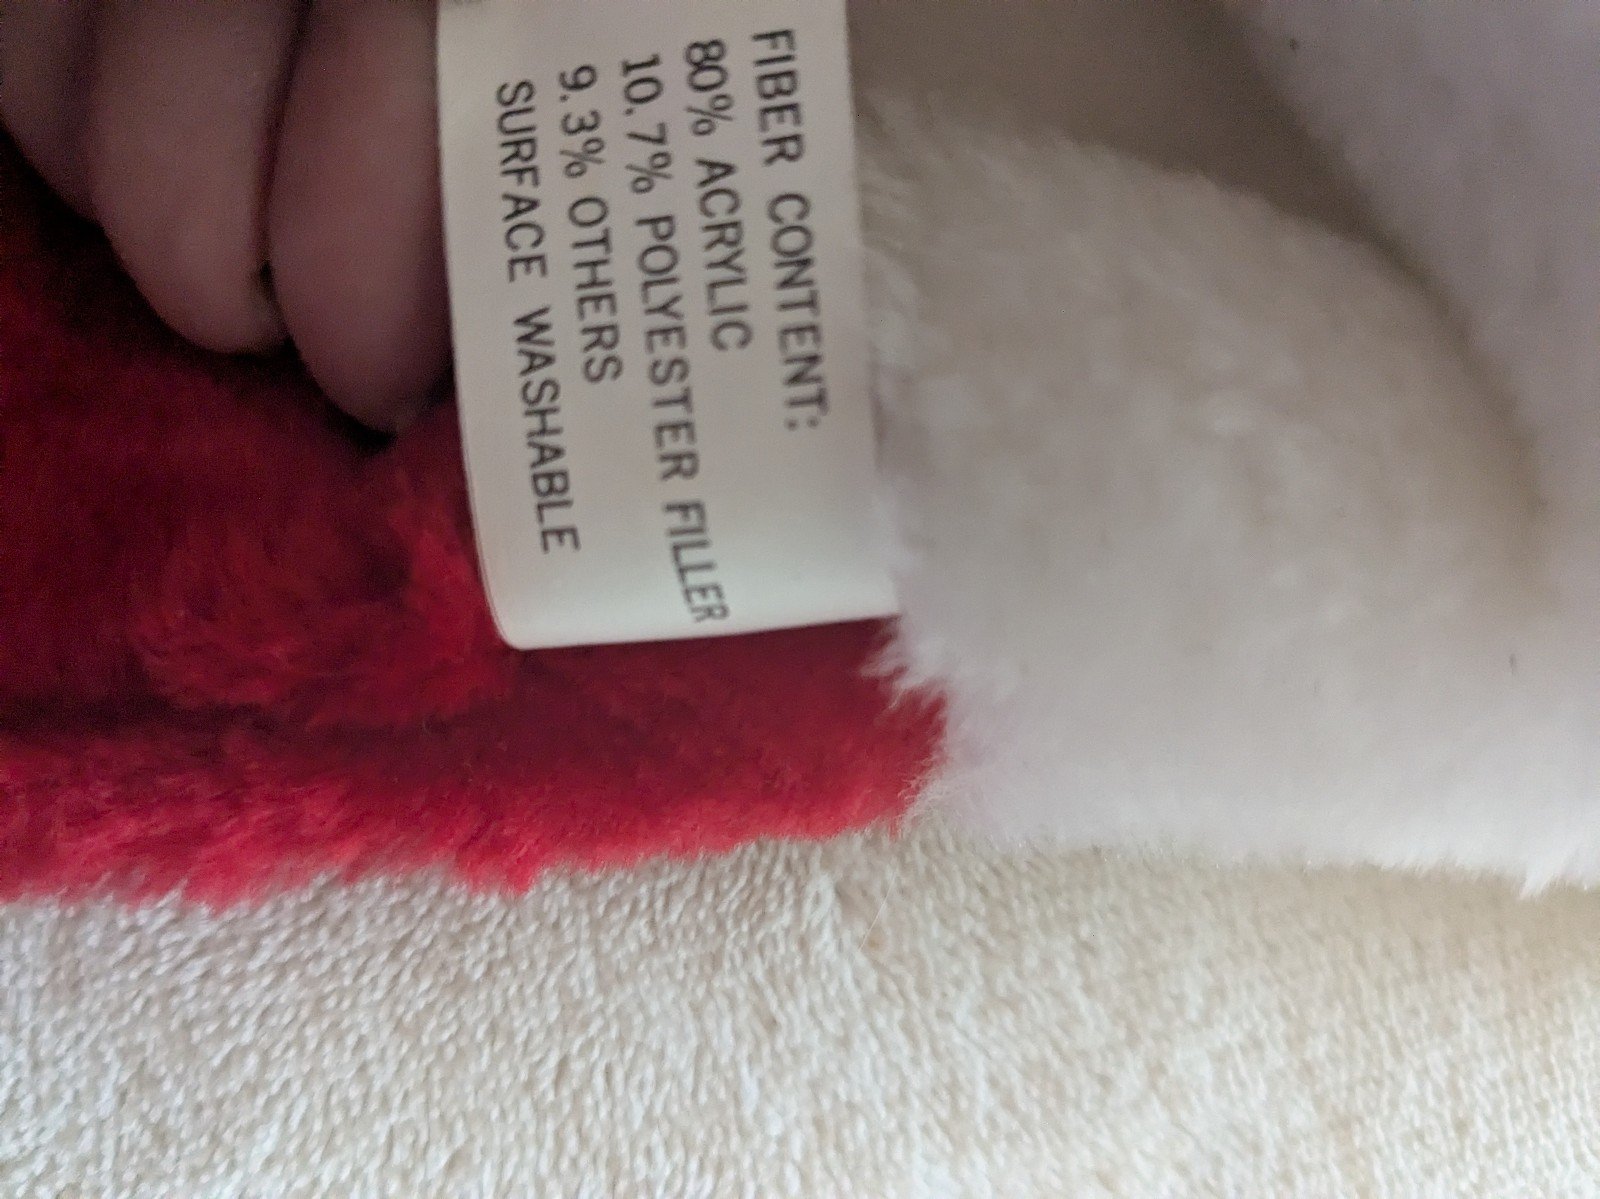 FIBER CONTENT:
80% ACRYLIC
10.7% POLYESTER FILLER
9.3% OTHERS
SURFACE WASHABLE